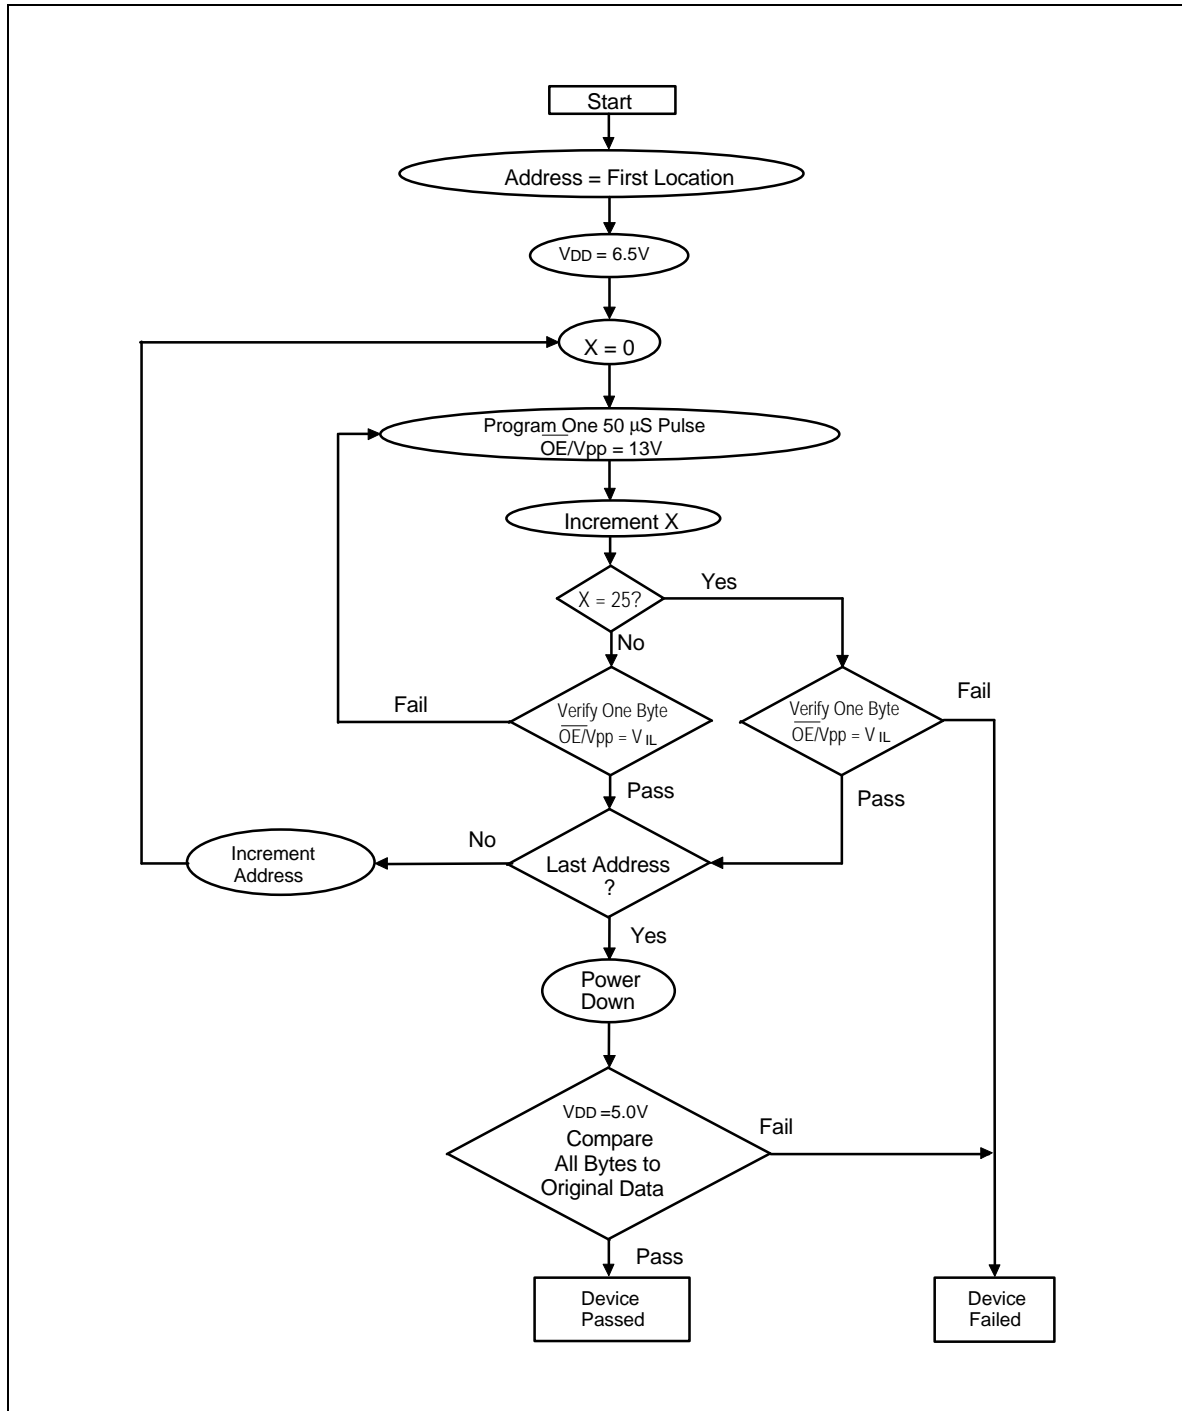 Start
Address = First Location
VDD = 6.5V
X = 0
Program One 50 μS Pulse
OE/Vpp = 13V
Increment X
X = 25?
Yes
No
Fail
Verify One Byte
OE/Vpp = VIL
Verify One Byte
OE/Vpp = VIL
Fail
Pass
Pass
Increment
Address
No
Last Address
?
Yes
Power
Down
VDD =5.0V
Compare
All Bytes to
Original Data
Fail
Pass
Device
Passed
Device
Failed